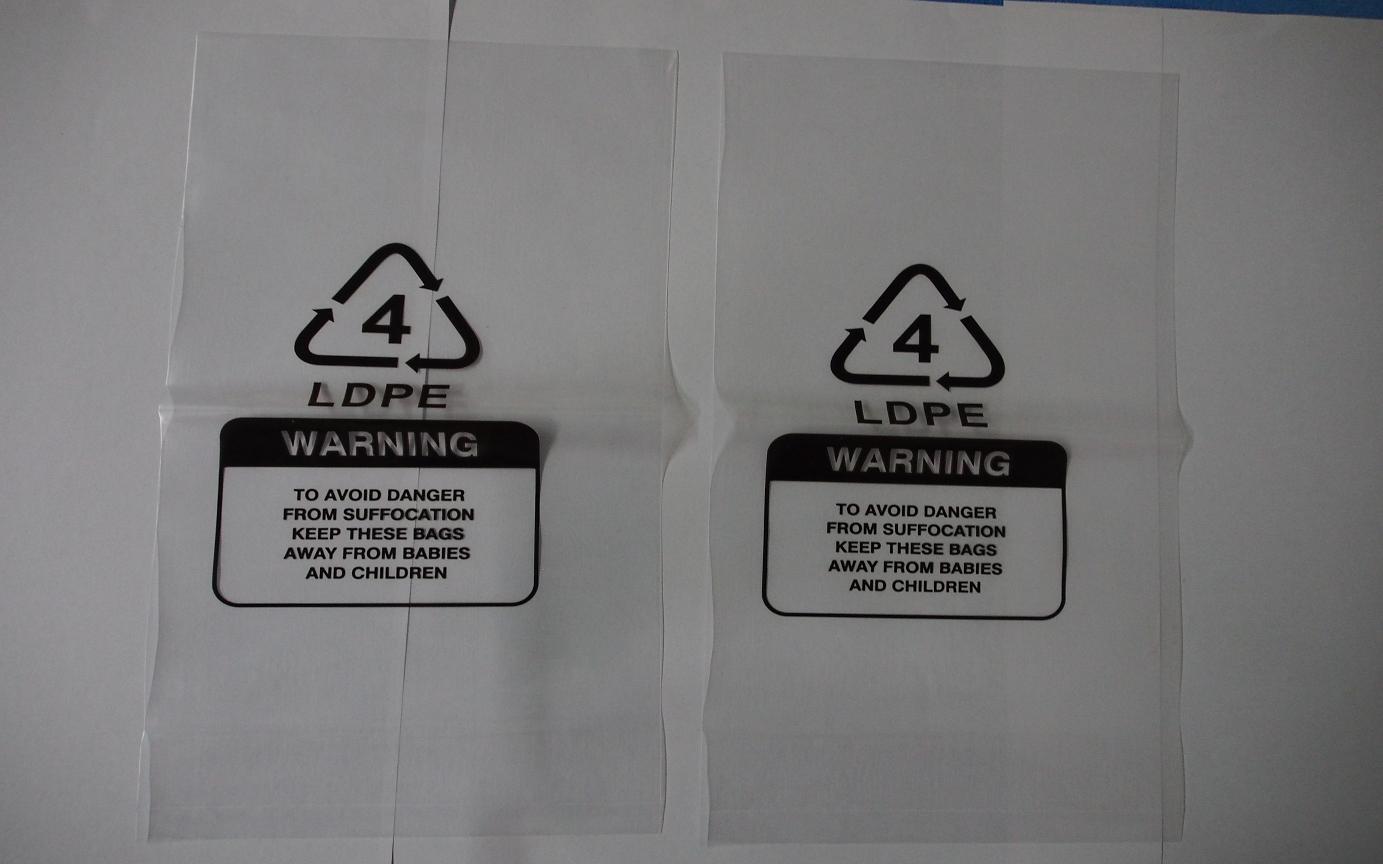 4
LDPE
WARNING
TO AVOID DANGER
FROM SUFFOCATION
KEEP THESE BAGS
AWAY FROM BABIES
AND CHILDREN
4
LDPE
WARNING
TO AVOID DANGER
FROM SUFFOCATION
KEEP THESE BAGS
AWAY FROM BABIES
AND CHILDREN